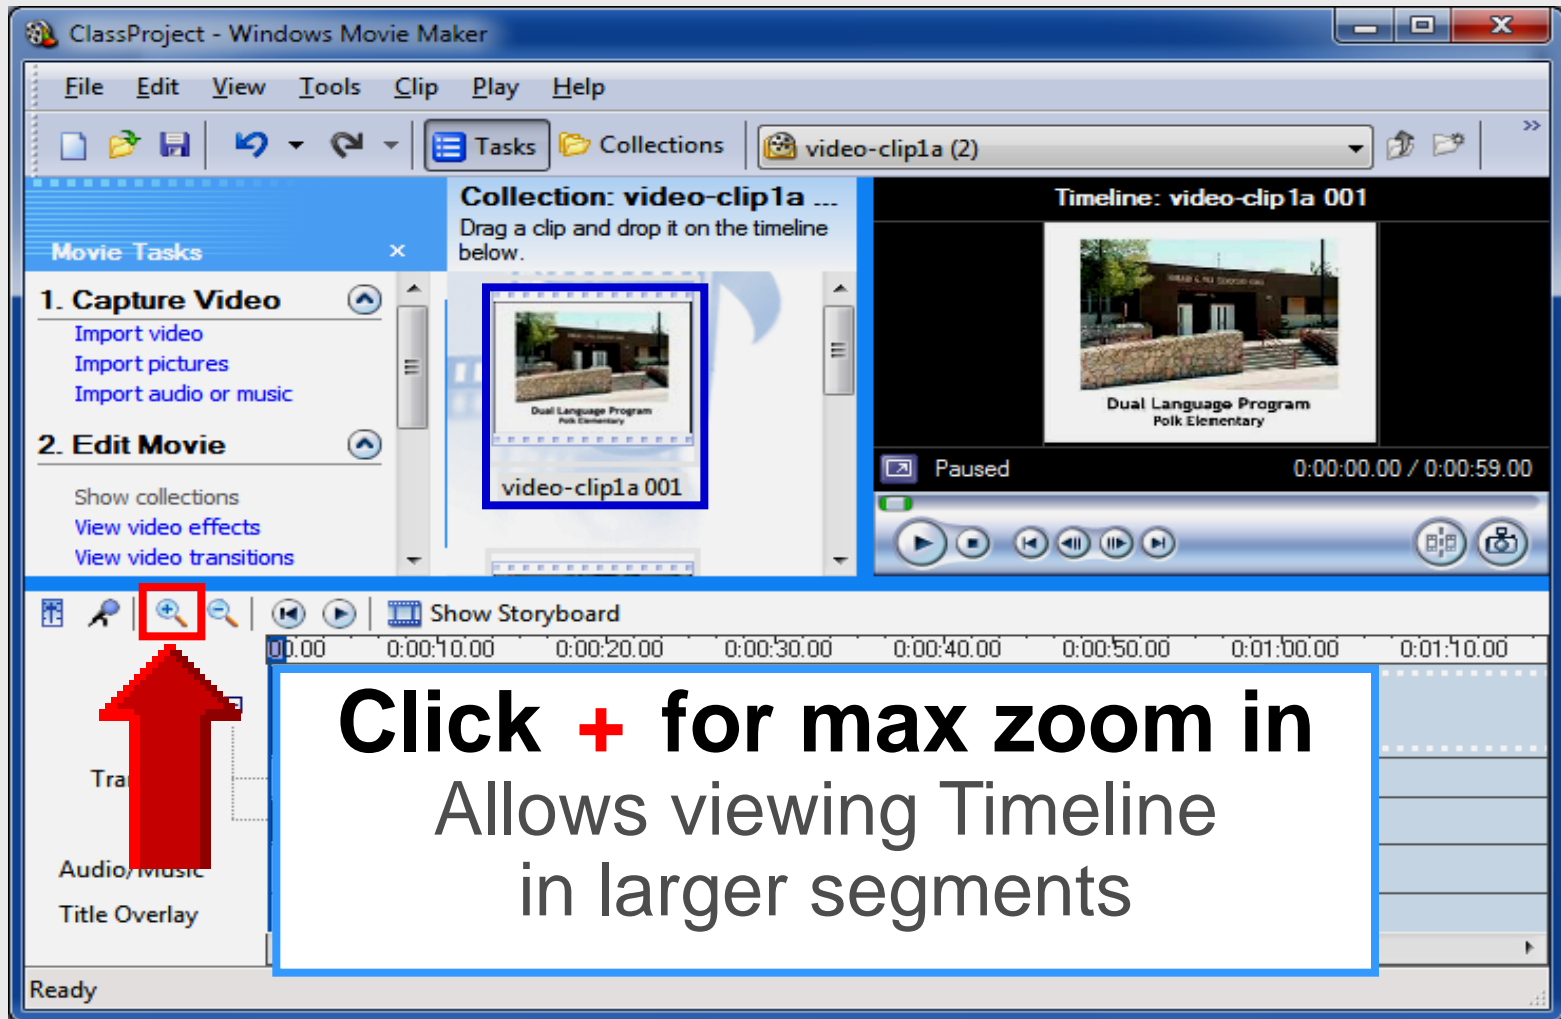 ClassProject - Windows Movie Maker
File Edit View Tools Clip Play Help
Tasks Collections video-clip1a (2) »
Movie Tasks ×
1. Capture Video
Import video
Import pictures
Import audio or music
2. Edit Movie
Show collections
View video effects
View video transitions
Collection: video-clip1a ...
Drag a clip and drop it on the timeline
below.
Dual Language Program
Polk Elementary
video-clip1a 001
Timeline: video-clip1a 001
Dual Language Program
Polk Elementary
Paused 0:00:00.00 / 0:00:59.00
Show Storyboard
0:00:10.00 0:00:20.00 0:00:30.00 0:00:40.00 0:00:50.00 0:01:00.00 0:01:10.00
Click + for max zoom in
Allows viewing Timeline
in larger segments
Audio/Music
Title Overlay
Ready